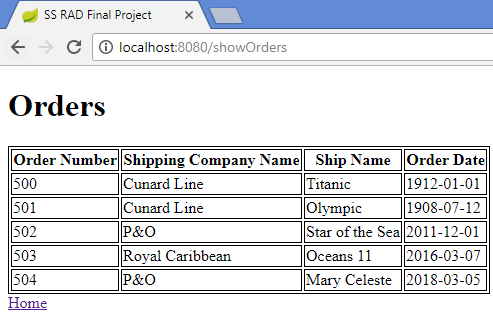 SS RAD Final Project
localhost:8080/showOrders
Orders
Order Number Shipping Company Name Ship Name Order Date
500 Cunard Line Titanic 1912-01-01
501 Cunard Line Olympic 1908-07-12
502 P&O Star of the Sea 2011-12-01
503 Royal Caribbean Oceans 11 2016-03-07
504 P&O Mary Celeste 2018-03-05
Home